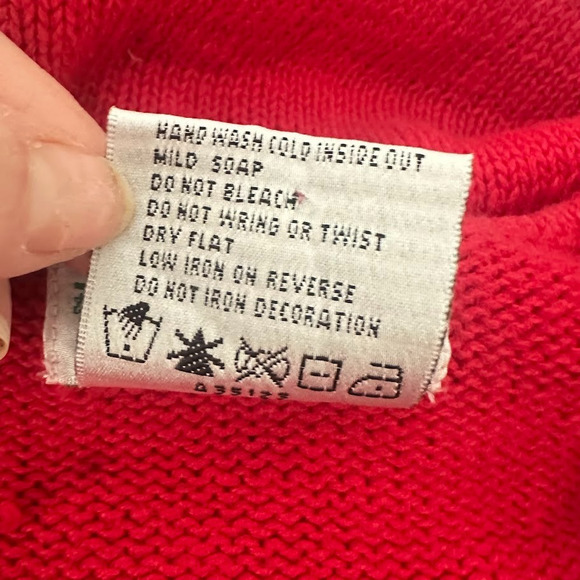 HAND WASH COLD INSIDE OUT
MILD SOAP
DO NOT BLEACH
DO NOT WRING OR TWIST
DRY FLAT
LOW IRON ON REVERSE
DO NOT IRON DECORATION